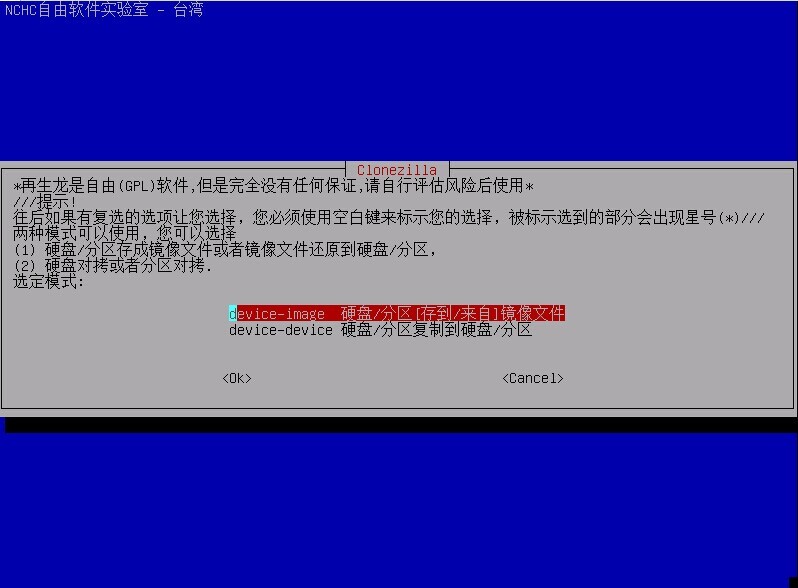 NCHC自由软件实验室 - 台湾
Clonezilla
*再生龙是自由(GPL)软件,但是完全没有任何保证,请自行评估风险后使用*
///提示!
往后如果有复选的选项让您选择，您必须使用空白键来标示您的选择，被标示选到的部分会出现星号(*)///
两种模式可以使用，您可以选择
(1) 硬盘/分区存成镜像文件或者镜像文件还原到硬盘/分区，
(2) 硬盘对拷或者分区对拷.
选定模式:
device-image 硬盘/分区[存到/来自]镜像文件
device-device 硬盘/分区复制到硬盘/分区
<Ok> <Cancel>